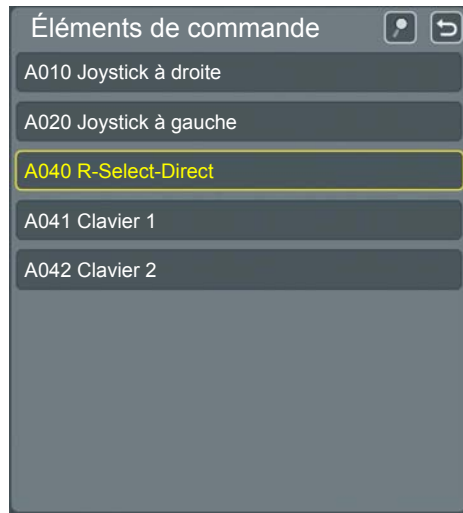 Éléments de commande
A010 Joystick à droite
A020 Joystick à gauche
A040 R-Select-Direct
A041 Clavier 1
A042 Clavier 2